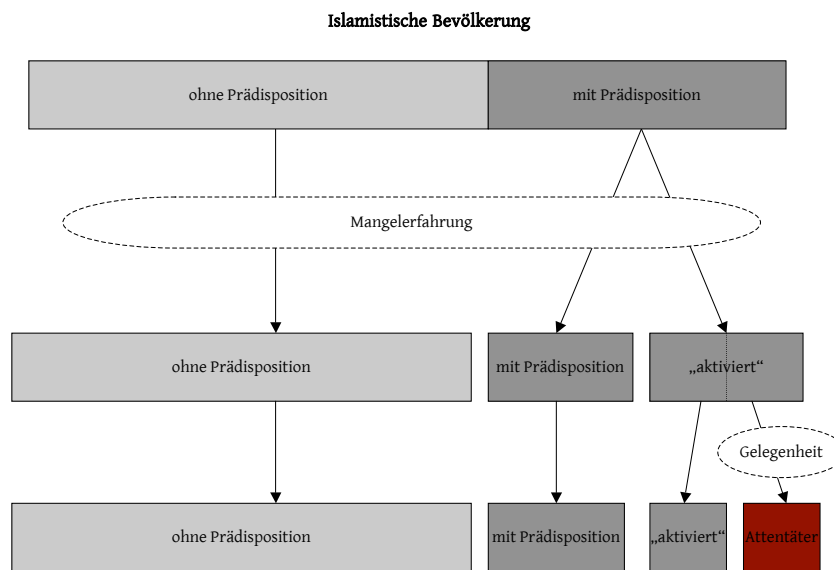 Islamistische Bevölkerung
ohne Prädisposition
mit Prädisposition
Mangelerfahrung
ohne Prädisposition
mit Prädisposition
„aktiviert“
Gelegenheit
ohne Prädisposition
mit Prädisposition
„aktiviert“
Attentäter